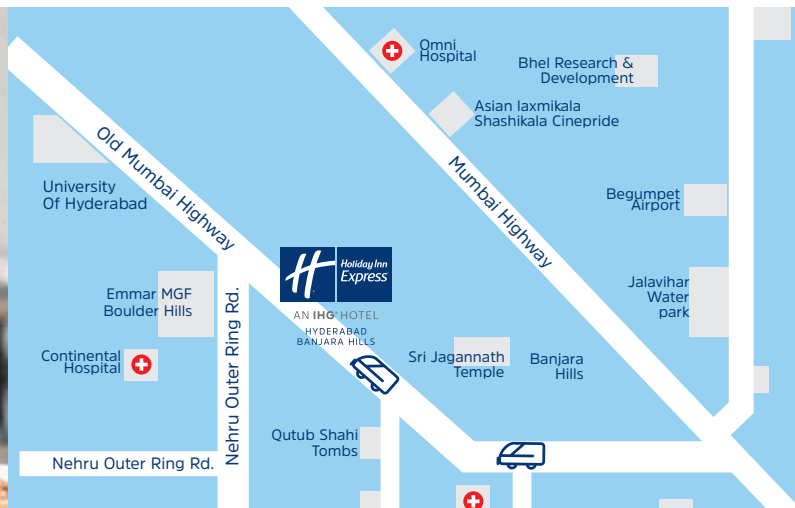 Omni
Hospital
Bhel Research &
Development
Asian laxmikala
Shashikala Cinepride
Old Mumbai Highway
Mumbai Highway
University
Of Hyderabad
Begumpet
Airport
H Holiday Inn
Express
AN IHG® HOTEL
HYDERABAD
BANJARA HILLS
Jalavihar
Water
park
Emmar MGF
Boulder Hills
Nehru Outer Ring Rd.
Continental
Hospital
Sri Jagannath
Temple
Banjara
Hills
Qutub Shahi
Tombs
Nehru Outer Ring Rd.